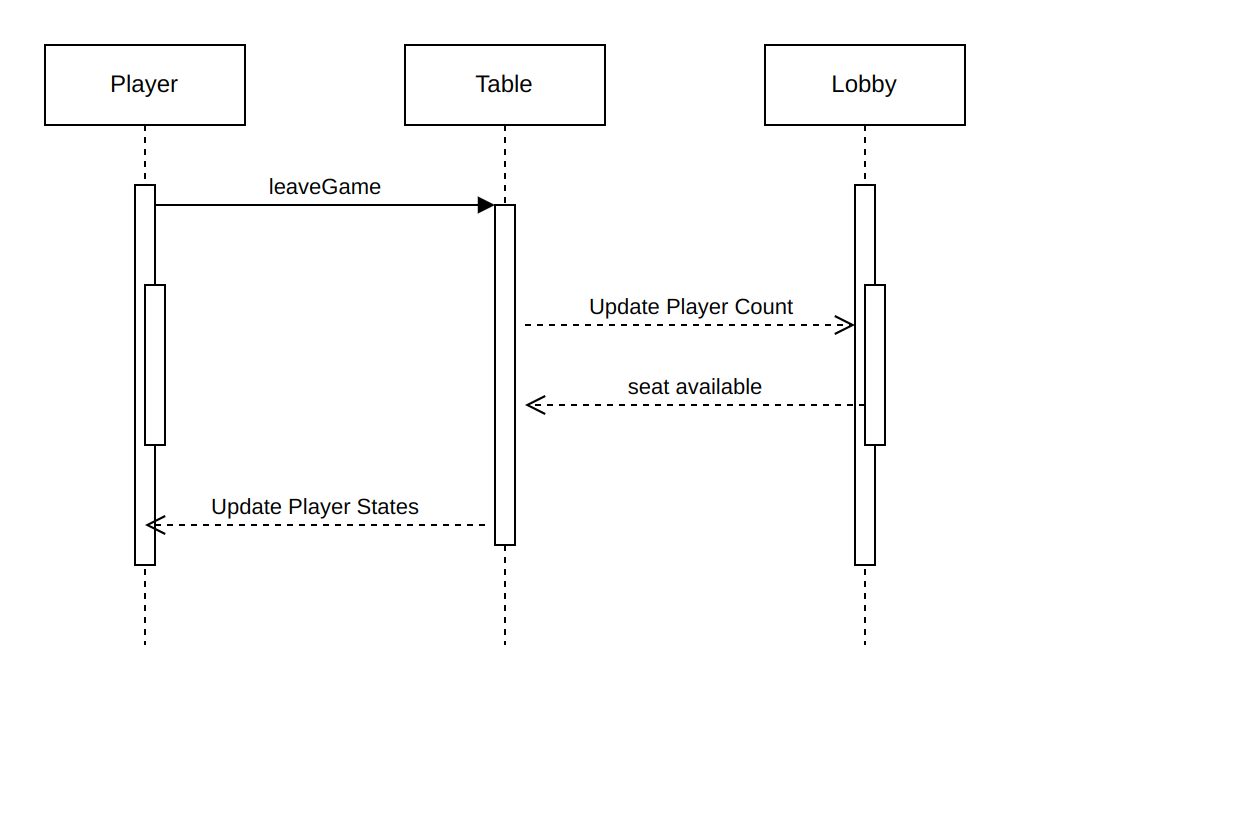 Player
Table
Lobby
leaveGame
Update Player Count
seat available
Update Player States